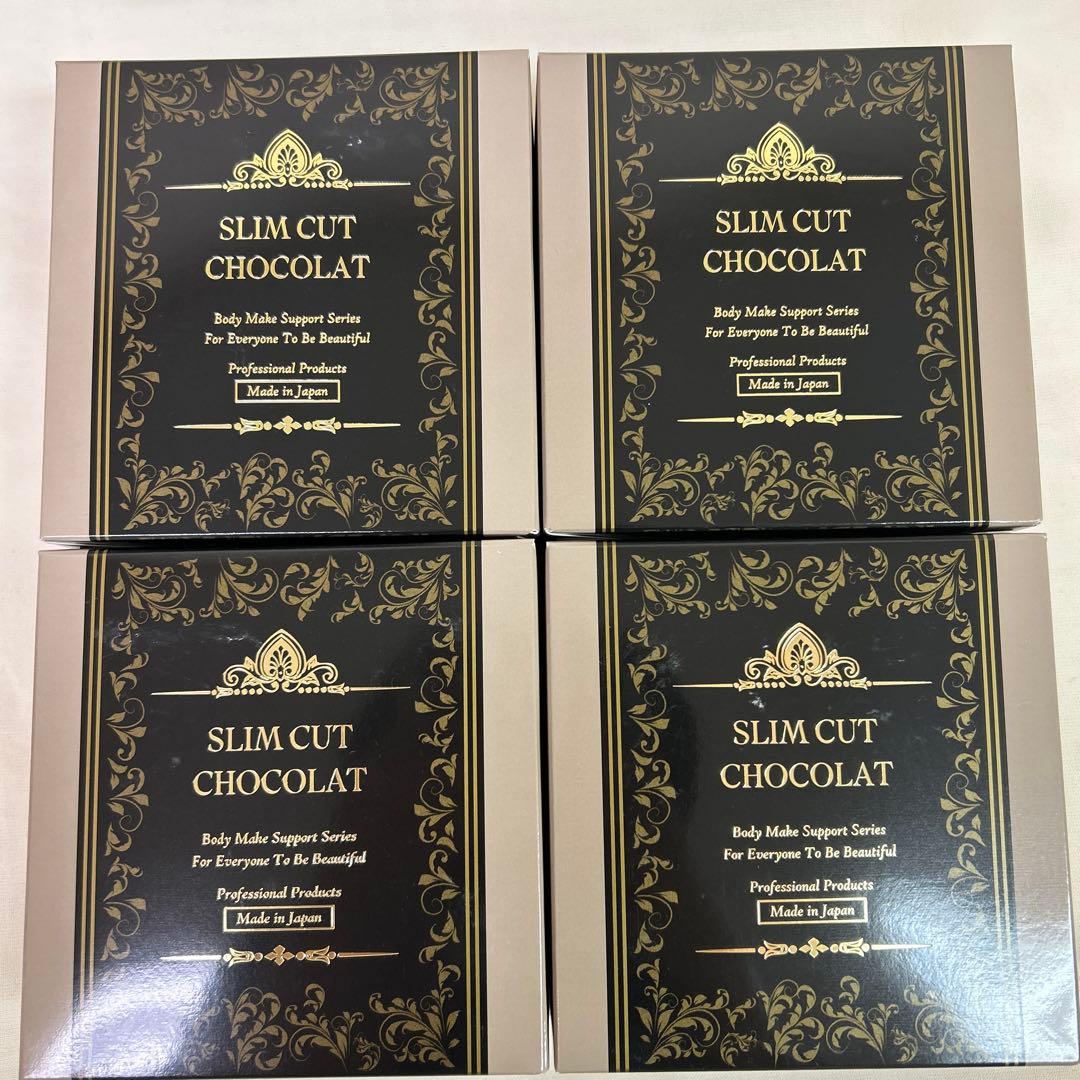 SLIM CUT
CHOCOLAT
Body Make Support Series
For Everyone To Be Beautiful
Professional Products
Made in Japan
SLIM CUT
CHOCOLAT
Body Make Support Series
For Everyone To Be Beautiful
Professional Products
Made in Japan
SLIM CUT
CHOCOLAT
Body Make Support Series
For Everyone To Be Beautiful
Professional Products
Made in Japan
SLIM CUT
CHOCOLAT
Body Make Support Series
For Everyone To Be Beautiful
Professional Products
Made in Japan